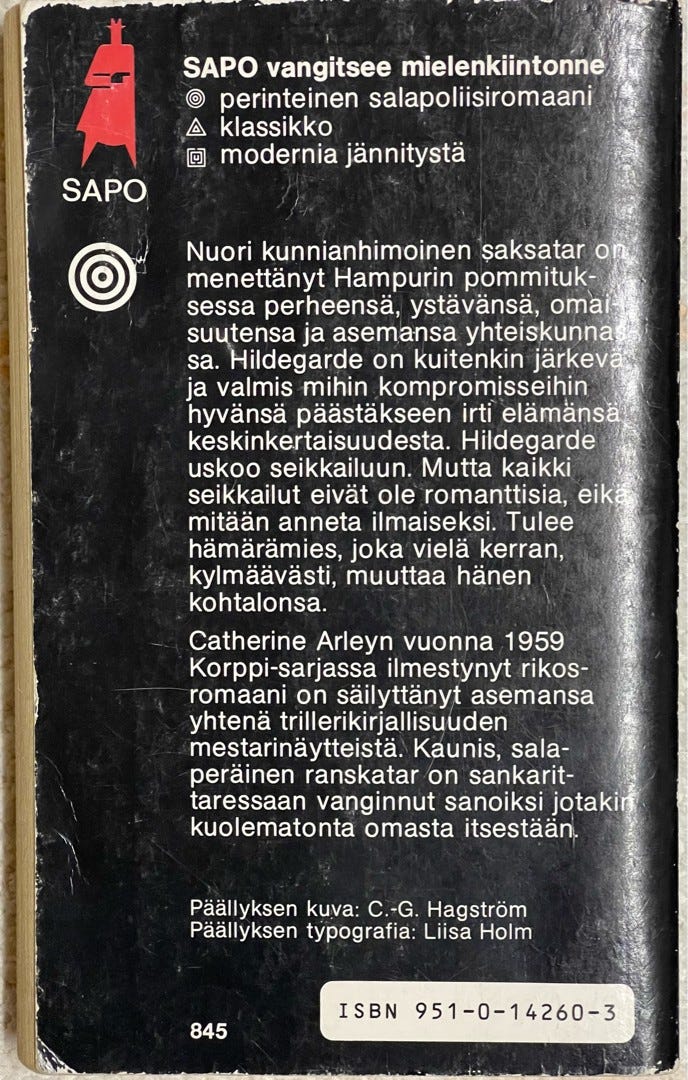 SAPO vangitsee mielenkiintonne
perinteinen salapoliisiromaani
klassikko
modernia jännitystä
SAPO
Nuori kunnianhimoinen saksatar on
menettänyt Hampurin pommituk-
sessa perheensä, ystävänsä, omai-
suutensa ja asemansa yhteiskunnas-
sa. Hildegarde on kuitenkin järkevä
ja valmis mihin kompromisseihin
hyvänsä päästäkseen irti elämänsä
keskinkertaisuudesta. Hildegarde
uskoo seikkailuun. Mutta kaikki
seikkailut eivät ole romanttisia, eikä
mitään anneta ilmaiseksi. Tulee
hämärämies, joka vielä kerran,
kylmäävästi, muuttaa hänen
kohtalonsa.
Catherine Arleyn vuonna 1959
Korppi-sarjassa ilmestynyt rikos-
romaani on säilyttänyt asemansa
yhtenä trillerikirjallisuuden
mestarinäytteistä. Kaunis, sala-
peräinen ranskatar on sankarit-
taressaan vanginnut sanoiksi jotakin
kuolematonta omasta itsestään.
Päällyksen kuva: C.-G. Hagström
Päällyksen typografia: Liisa Holm
ISBN 951-0-14260-3
845